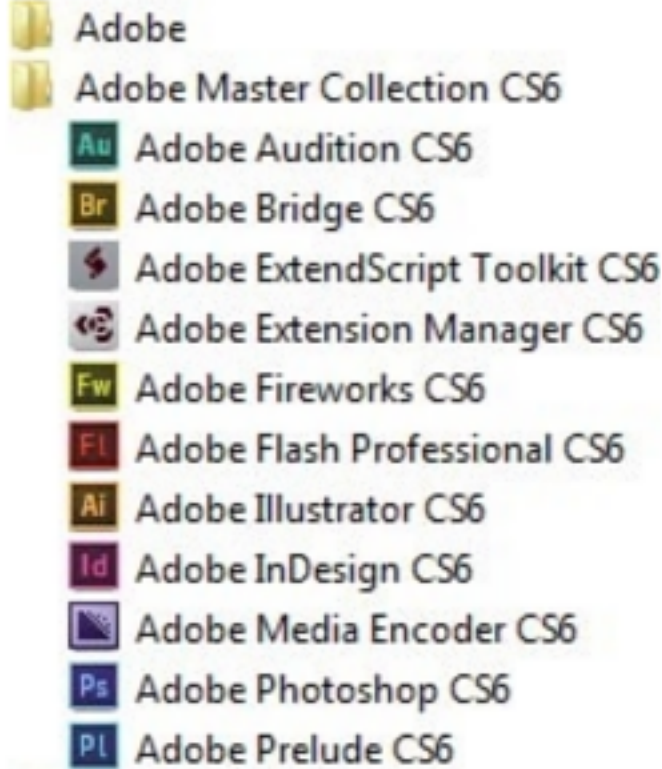 Adobe
Adobe Master Collection CS6
Au Adobe Audition CS6
Br Adobe Bridge CS6
Adobe ExtendScript Toolkit CS6
Adobe Extension Manager CS6
Fw Adobe Fireworks CS6
Fl Adobe Flash Professional CS6
Ai Adobe Illustrator CS6
Id Adobe InDesign CS6
Adobe Media Encoder CS6
Ps Adobe Photoshop CS6
Pl Adobe Prelude CS6